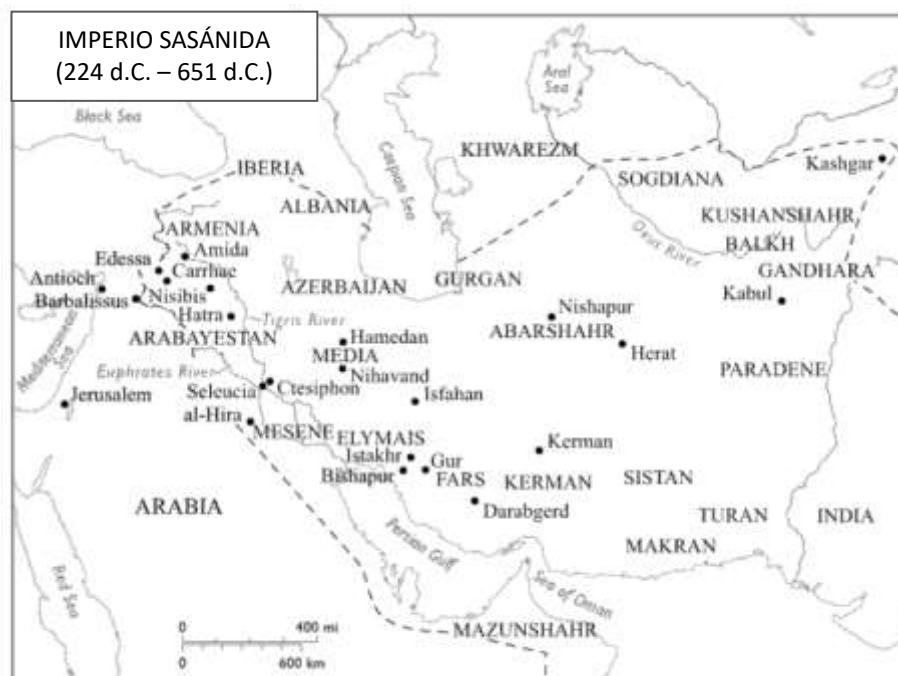 IMPERIO SASÁNIDA
(224 d.C. – 651 d.C.)
Black Sea
Aral
Sea
Caspian Sea
KHWAREZM
Kashgar
IBERIA
SOGDIANA
ALBANIA
KUSHANSHAHR
ARMENIA
Oxus River
BALKH
Amida
Edessa
Carrhae
GANDHARA
Antioch
AZERBAIJAN
GURGAN
Barbalissus
Nisibis
Kabul
Nishapur
Hatra
Tigris River
ABARSHAHR
ARABAYESTAN
Hamedan
Herat
Mediterranean
Sea
MEDIA
PARADENE
Euphrates River
Nihavand
Ctesiphon
Seleucia
Jerusalem
Isfahan
al-Hira
MESENE
ELYMAIS
Kerman
Istakhr
Gur
Bishapur
FARS
KERMAN
SISTAN
ARABIA
Darabgerd
TURAN
INDIA
Persian Gulf
MAKRAN
Red Sea
Sea of Oman
0 400 mi
MAZUNSHAHR
0 600 km